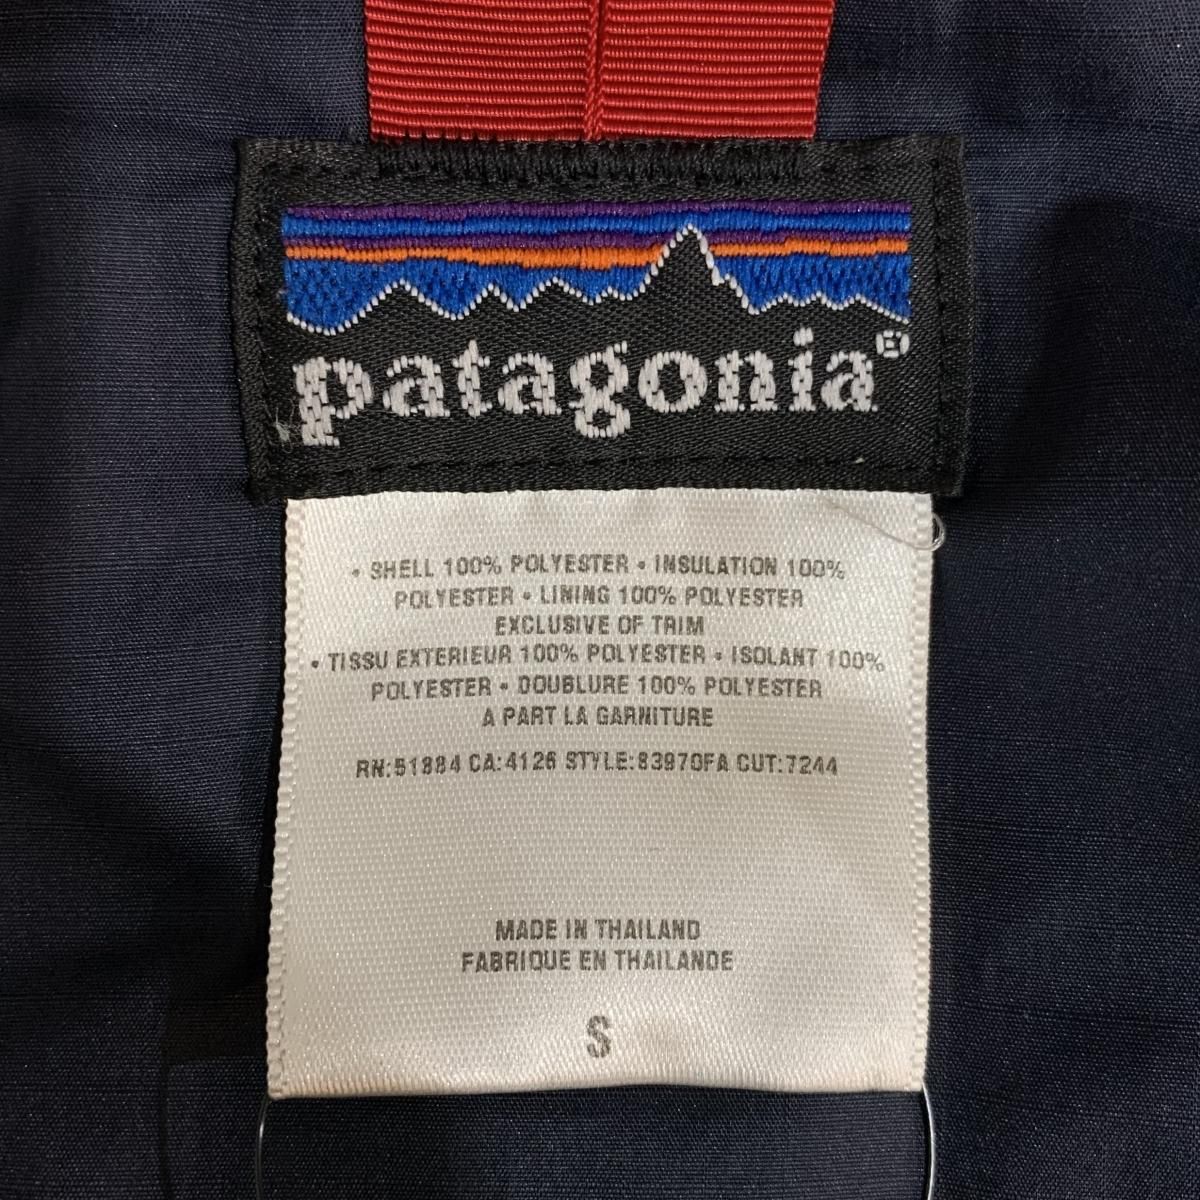 patagonia®
• SHELL 100% POLYESTER • INSULATION 100%
POLYESTER • LINING 100% POLYESTER
EXCLUSIVE OF TRIM
• TISSU EXTERIEUR 100% POLYESTER • ISOLANT 100%
POLYESTER • DOUBLURE 100% POLYESTER
A PART LA GARNITURE
RN:51884 CA:4126 STYLE:83970FA CUT:7244
MADE IN THAILAND
FABRIQUE EN THAILANDE
S